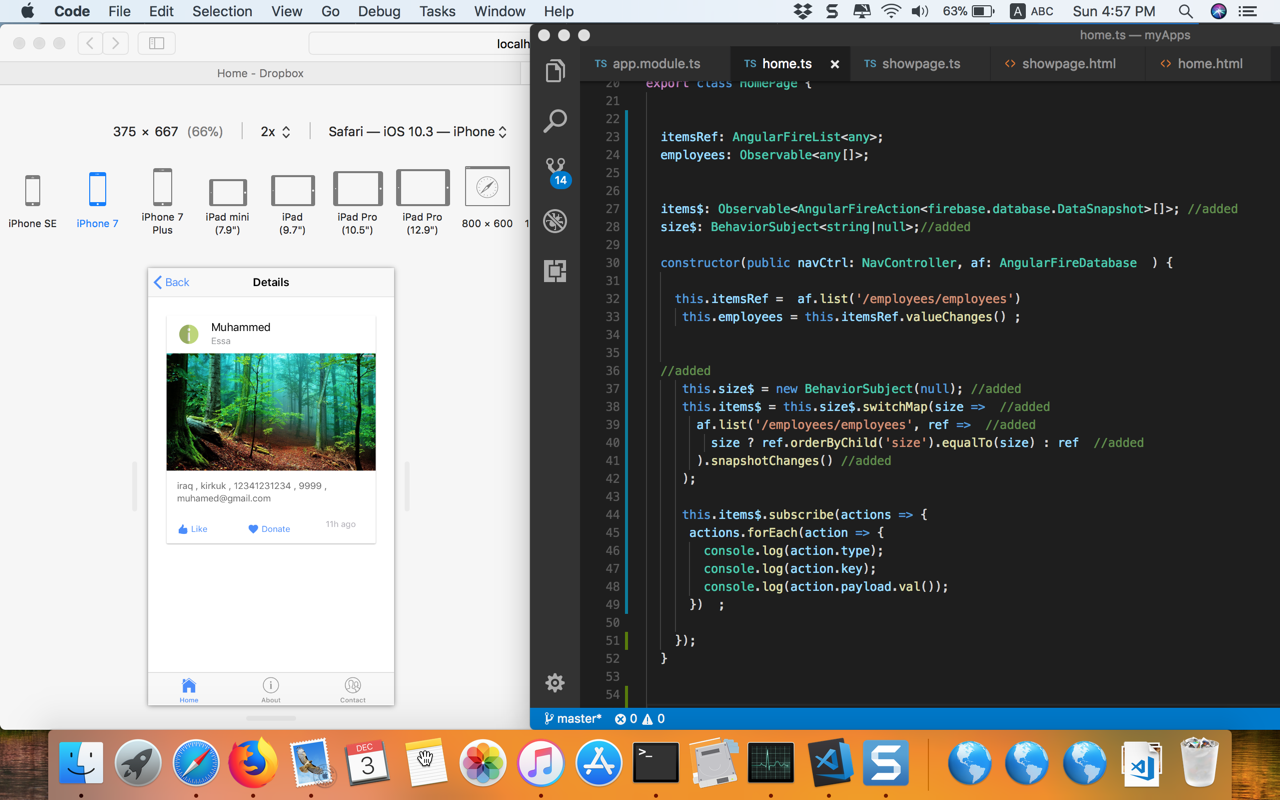 Code File Edit Selection View Go Debug Tasks Window Help 63% A ABC Sun 4:57 PM
localh
Home - Dropbox
375 × 667 (66%) 2x Safari — iOS 10.3 — iPhone
iPhone SE
iPhone 7
iPhone 7
Plus
iPad mini
(7.9")
iPad
(9.7")
iPad Pro
(10.5")
iPad Pro
(12.9")
800 × 600
Back Details
Muhammed
Essa
iraq , kirkuk , 12341231234 , 9999 ,
muhamed@gmail.com
Like Donate 11h ago
Home About Contact
home.ts — myApps
TS app.module.ts TS home.ts × TS showpage.ts <> showpage.html <> home.html
14
20 export class HomePage {
21
22
23 itemsRef: AngularFireList<any>;
24 employees: Observable<any[]>;
25
26
27 items$: Observable<AngularFireAction<firebase.database.DataSnapshot>[]>; //added
28 size$: BehaviorSubject<string|null>;//added
29
30 constructor(public navCtrl: NavController, af: AngularFireDatabase  ) {
31
32 this.itemsRef =  af.list('/employees/employees')
33 this.employees = this.itemsRef.valueChanges() ;
34
35
36 //added
37 this.size$ = new BehaviorSubject(null); //added
38 this.items$ = this.size$.switchMap(size =>  //added
39 af.list('/employees/employees', ref =>  //added
40 size ? ref.orderByChild('size').equalTo(size) : ref  //added
41 ).snapshotChanges() //added
42 );
43
44 this.items$.subscribe(actions => {
45 actions.forEach(action => {
46 console.log(action.type);
47 console.log(action.key);
48 console.log(action.payload.val());
49 })  ;
50
51 });
52 }
53
54
master* 0 0
DEC
3